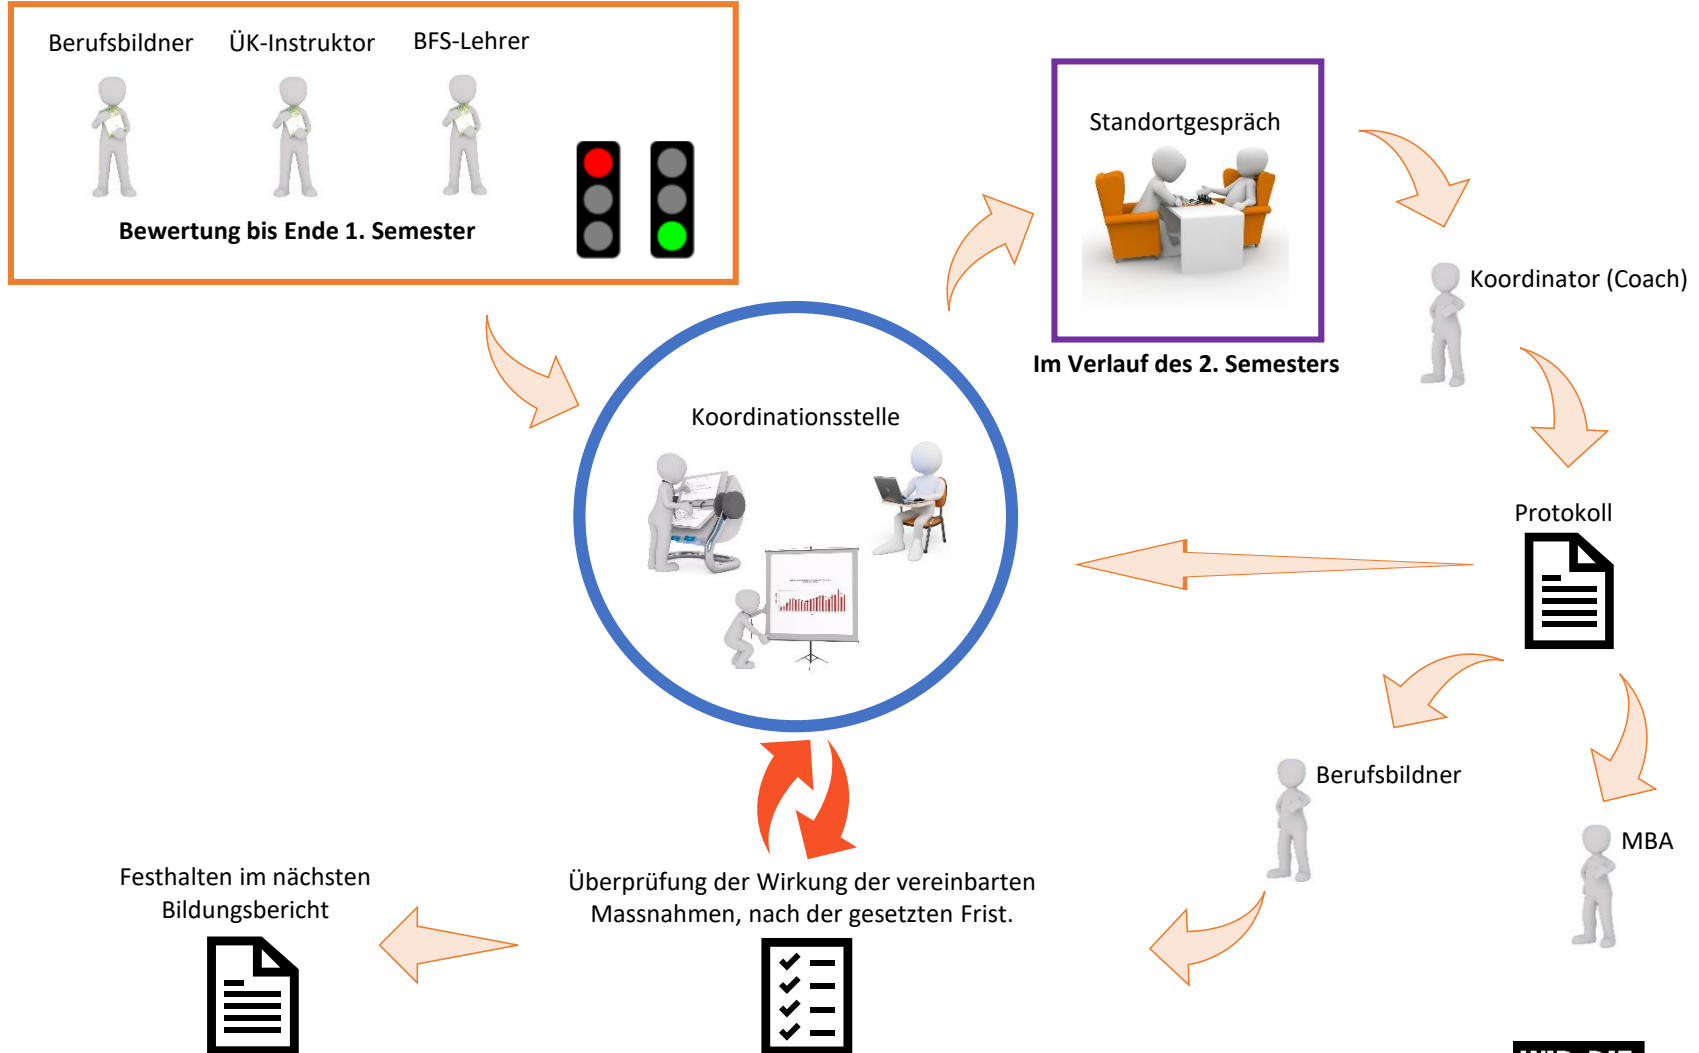 Berufsbildner
ÜK-Instruktor
BFS-Lehrer
Bewertung bis Ende 1. Semester
Standortgespräch
Im Verlauf des 2. Semesters
Koordinator (Coach)
Koordinationsstelle
Protokoll
Berufsbildner
MBA
Überprüfung der Wirkung der vereinbarten
Massnahmen, nach der gesetzten Frist.
Festhalten im nächsten
Bildungsbericht